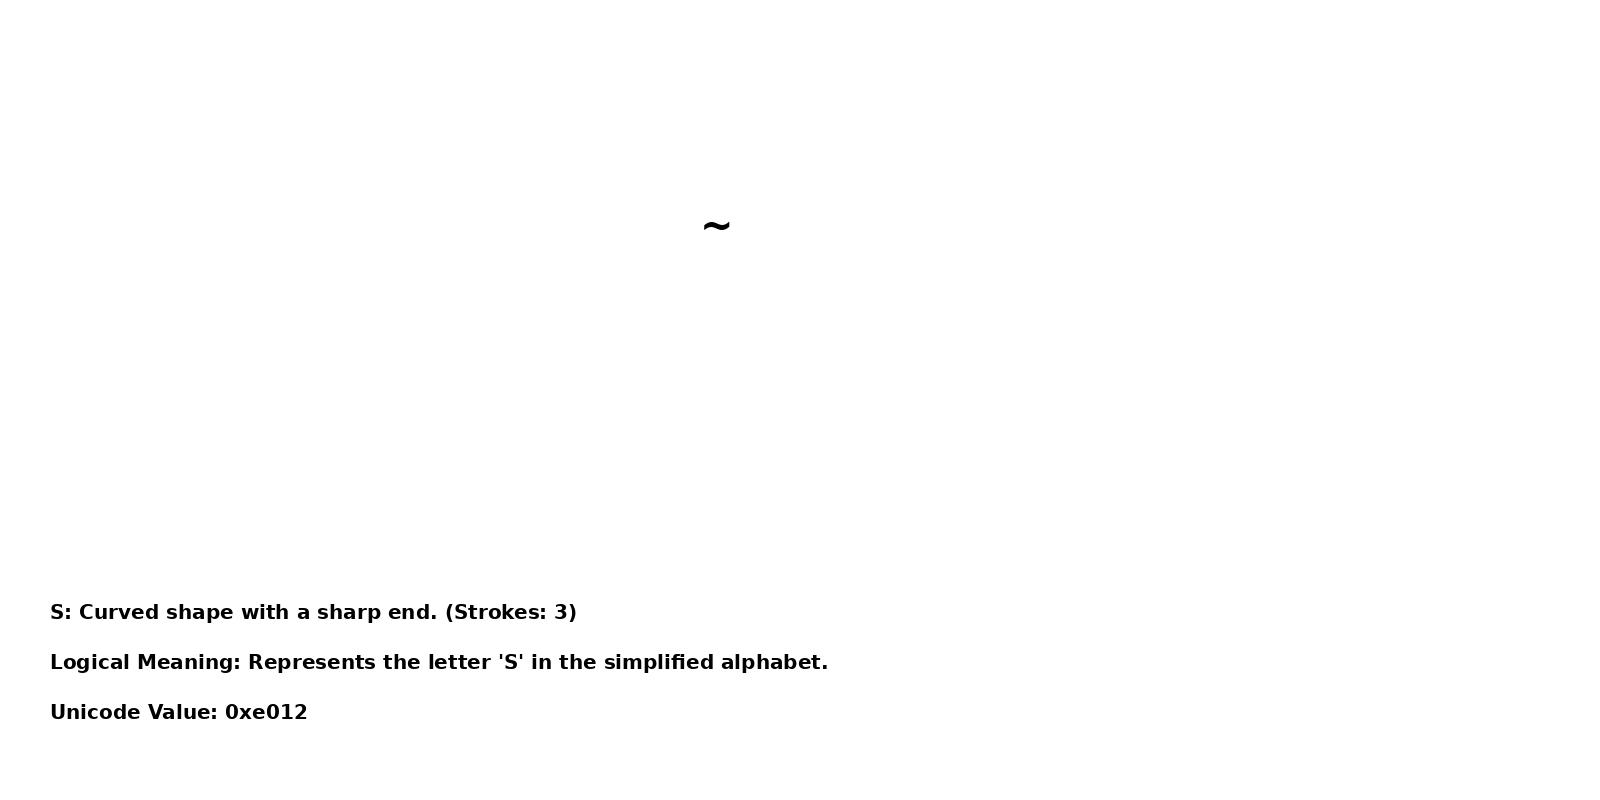 ~
S: Curved shape with a sharp end. (Strokes: 3)
Logical Meaning: Represents the letter 'S' in the simplified alphabet.
Unicode Value: 0xe012